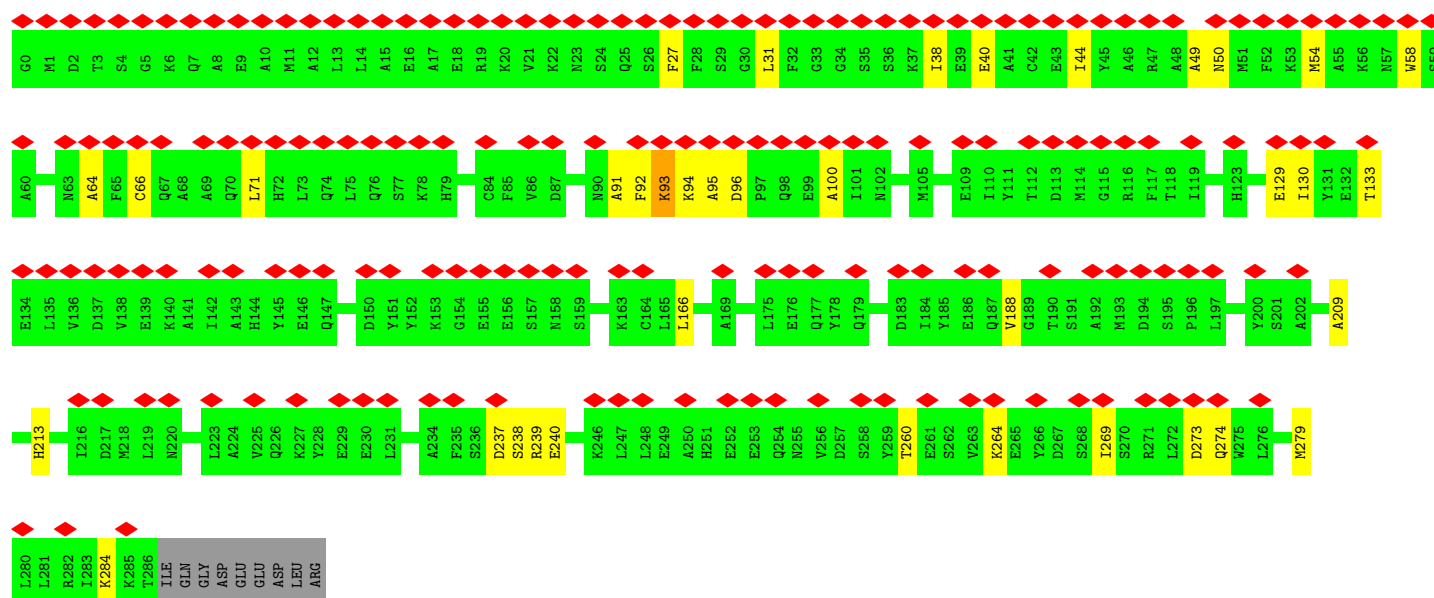 G0 M1 D2 T3 S4 G5 K6 Q7 A8 E9 A10 M11 A12 L13 L14 A15 E16 A17 E18 R19 K20 V21 K22 N23 S24 Q25 S26 F27 F28 S29 G30 L31 F32 G33 G34 S35 S36 K37 I38 E39 E40 A41 C42 E43 I44 Y45 A46 R47 A48 A49 N50 M51 F52 K53 M54 A55 K56 N57 W58 S59
A60 N63 A64 F65 C66 Q67 A68 A69 Q70 L71 H72 L73 Q74 L75 Q76 S77 K78 H79 C84 F85 V86 D87 N90 A91 F92 K93 K94 A95 D96 P97 Q98 E99 A100 I101 N102 M105 E109 I110 Y111 T112 D113 M114 G115 R116 F117 T118 I119 H123 E129 I130 Y131 E132 T133
E134 L135 V136 D137 V138 E139 K140 A141 I142 A143 H144 Y145 E146 Q147 D150 Y151 Y152 K153 G154 E155 E156 S157 N158 S159 K163 C164 L165 L166 A169 L175 E176 Q177 Y178 Q179 D183 I184 Y185 E186 Q187 V188 G189 T190 S191 A192 M193 D194 S195 P196 L197 Y200 S201 A202 A209
H213 I216 D217 M218 L219 N220 L223 A224 V225 Q226 K227 Y228 E229 E230 L231 A234 F235 S236 D237 S238 R239 E240 K246 L247 L248 E249 A250 H251 E252 E253 Q254 N255 V256 D257 S258 Y259 T260 E261 S262 V263 K264 E265 Y266 D267 S268 I269 S270 R271 L272 D273 Q274 W275 L276 M279
L280 L281 R282 I283 K284 K285 T286 ILE GLN GLY ASP GLU GLU ASP LEU ARG